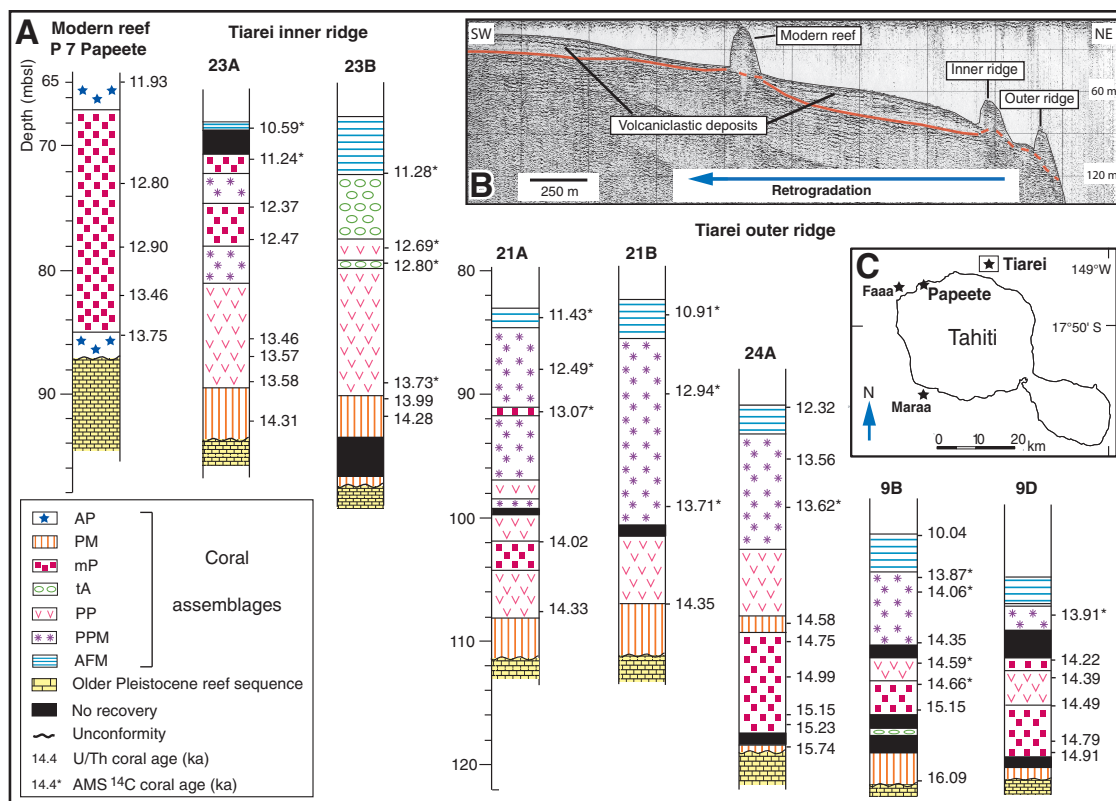 A
Modern reef
P 7 Papeete
Tiarei inner ridge
23A
23B
Depth (mbsl)
65
70
80
90
11.93
12.80
12.90
13.46
13.75
10.59*
11.24*
12.37
12.47
13.46
13.57
13.58
14.31
11.28*
12.69*
12.80*
13.73*
13.99
14.28
SW
NE
Modern reef
Inner ridge
Outer ridge
60 m
Volcaniclastic deposits
120 m
B
250 m
Retrogradation
Tiarei outer ridge
21A
21B
24A
9B
9D
80
90
100
110
120
11.43*
12.49*
13.07*
14.02
14.33
10.91*
12.94*
13.71*
14.35
12.32
13.56
13.62*
14.58
14.75
14.99
15.15
15.23
15.74
10.04
13.87*
14.06*
14.35
14.59*
14.66*
15.15
16.09
13.91*
14.22
14.39
14.49
14.79
14.91
C
Tiarei
149°W
Faaa
Papeete
17°50' S
Tahiti
N
Maraa
0 10 20
km
AP
PM
mP
tA
PP
PPM
AFM
Coral
assemblages
Older Pleistocene reef sequence
No recovery
Unconformity
14.4 U/Th coral age (ka)
14.4* AMS 14C coral age (ka)